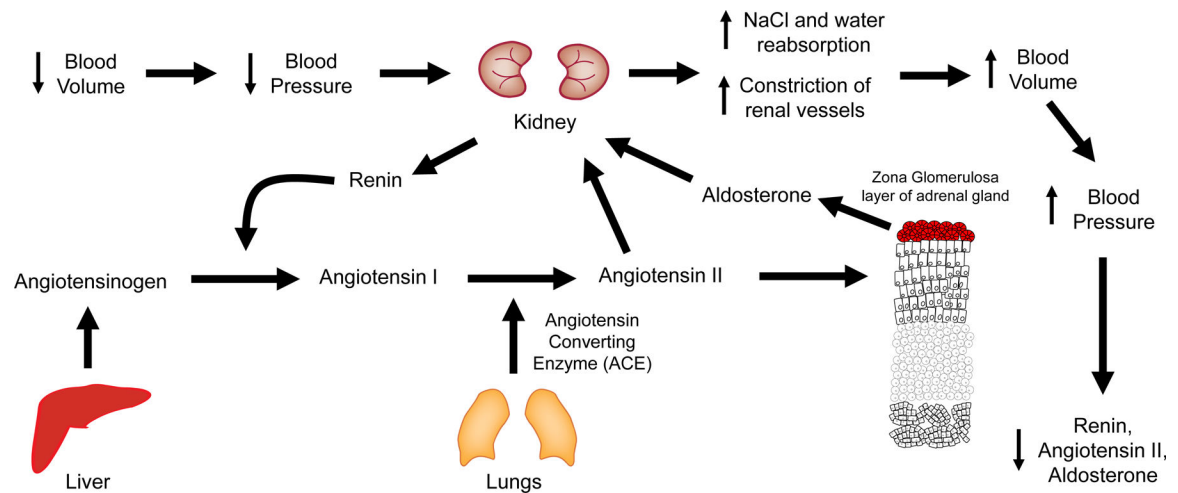 Blood
Volume
Blood
Pressure
Kidney
NaCl and water
reabsorption
Constriction of
renal vessels
Blood
Volume
Renin
Aldosterone
Zona Glomerulosa
layer of adrenal gland
Blood
Pressure
Angiotensinogen
Angiotensin I
Angiotensin II
Angiotensin
Converting
Enzyme (ACE)
Liver
Lungs
Renin,
Angiotensin II,
Aldosterone